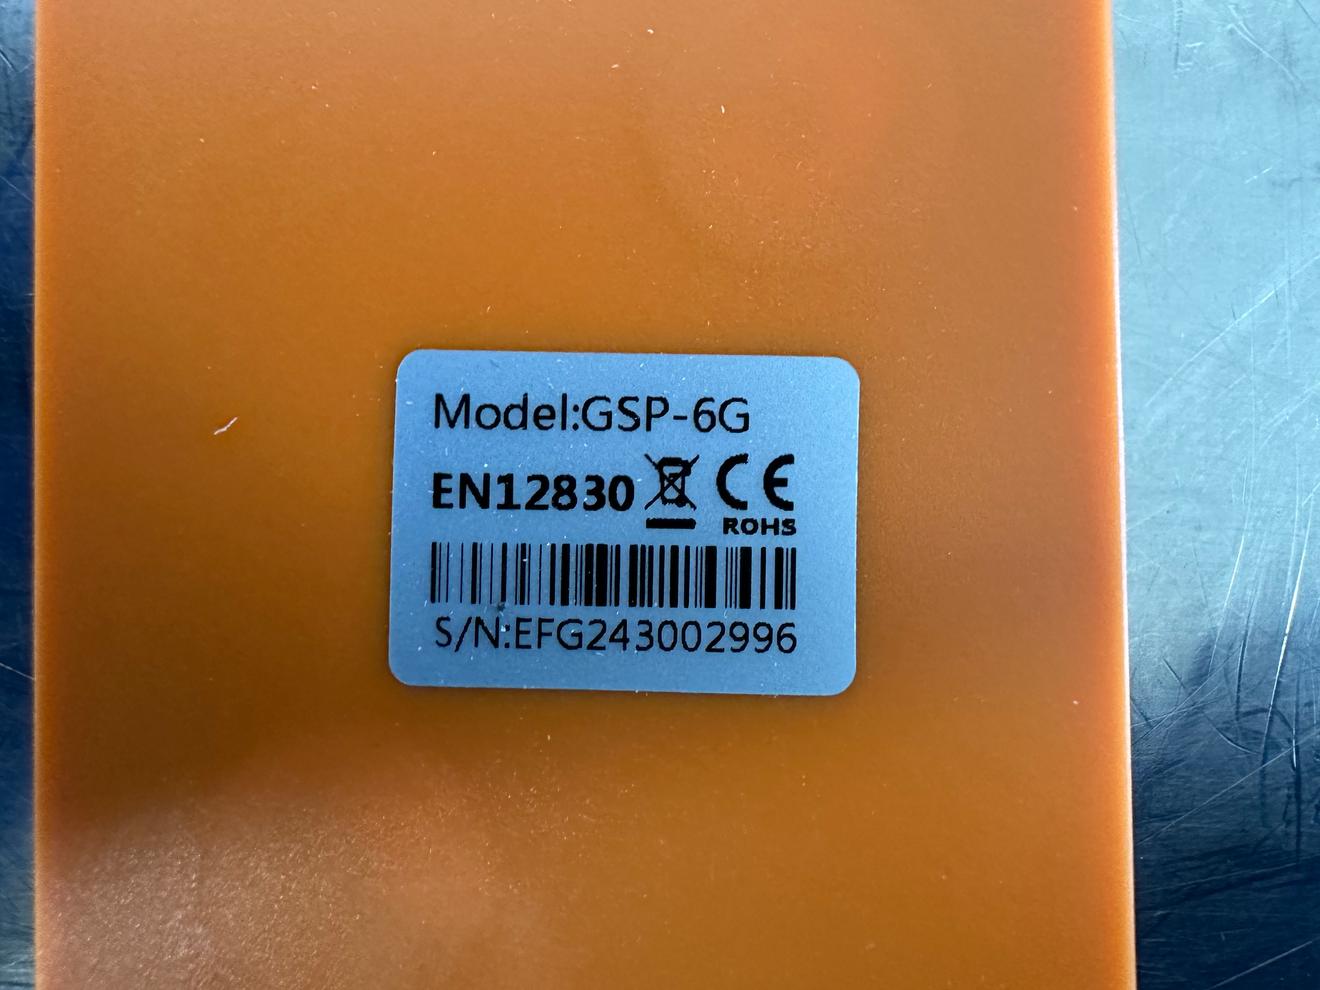 Model:GSP-6G
EN12830 CE
ROHS
S/N:EFG243002996